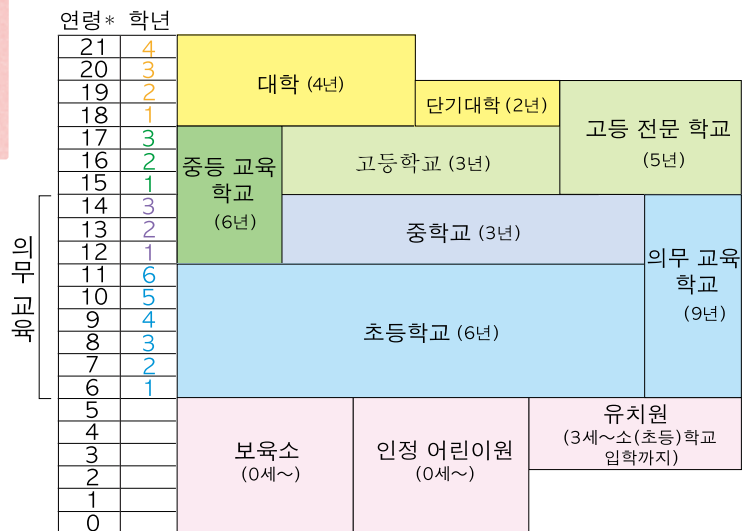 연령* 학년
21 4
20 3
19 2
18 1
17 3
16 2
15 1
14 3
13 2
12 1
11 6
10 5
9 4
8 3
7 2
6 1
5
4
3
2
1
0
의무 교육
대학 (4년)
단기대학 (2년)
고등 전문 학교
(5년)
중등 교육
학교
(6년)
고등학교 (3년)
중학교 (3년)
의무 교육
학교
(9년)
초등학교 (6년)
보육소
(0세~)
인정 어린이원
(0세~)
유치원
(3세~소(초등)학교
입학까지)